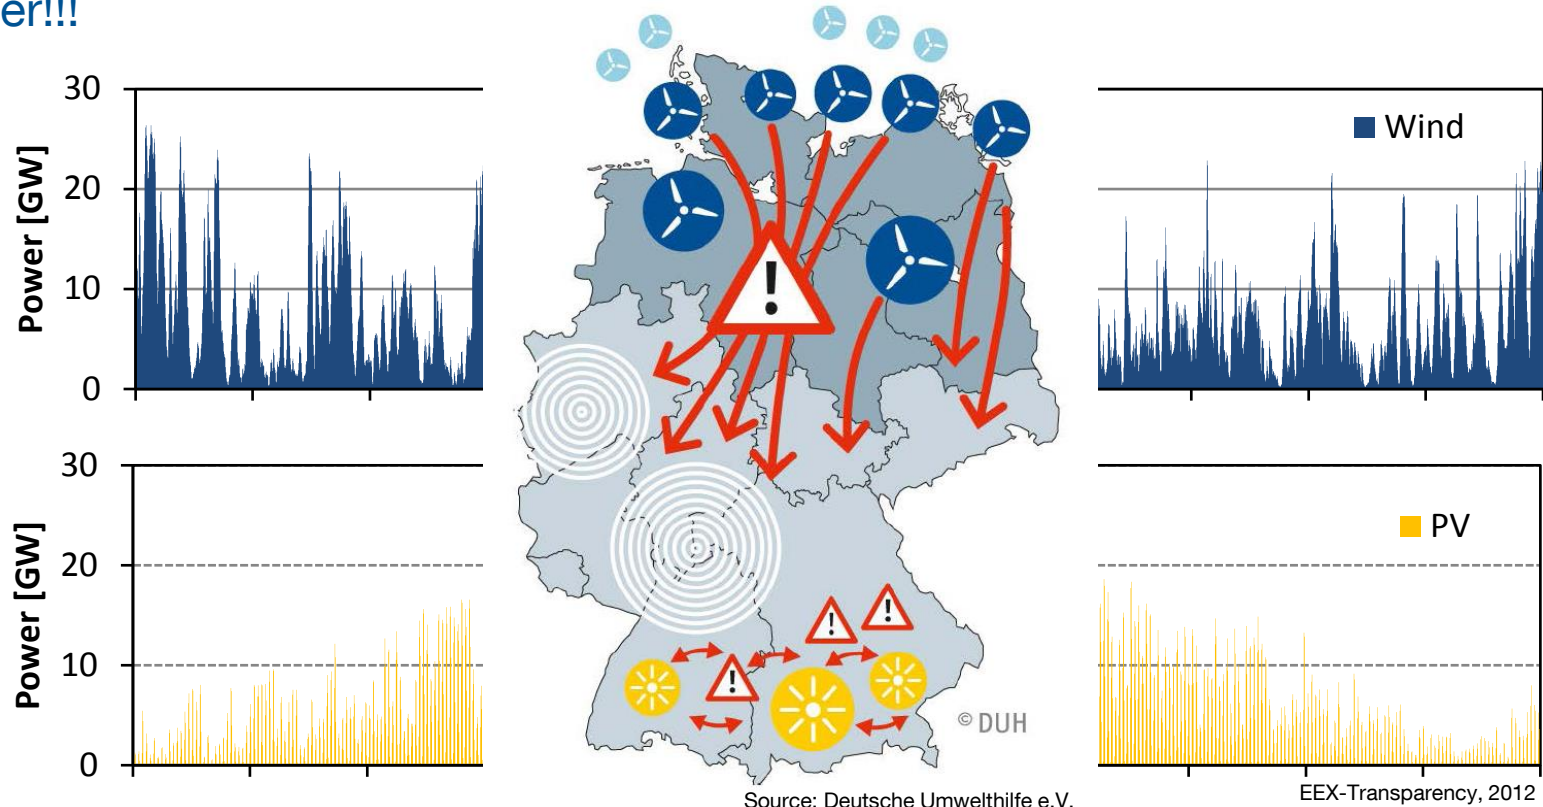 er!!!
Power [GW]
30
20
10
0
Wind
!
Power [GW]
30
20
10
0
PV
!
!
!
© DUH
Source: Deutsche Umwelthilfe e.V.
EEX-Transparency, 2012